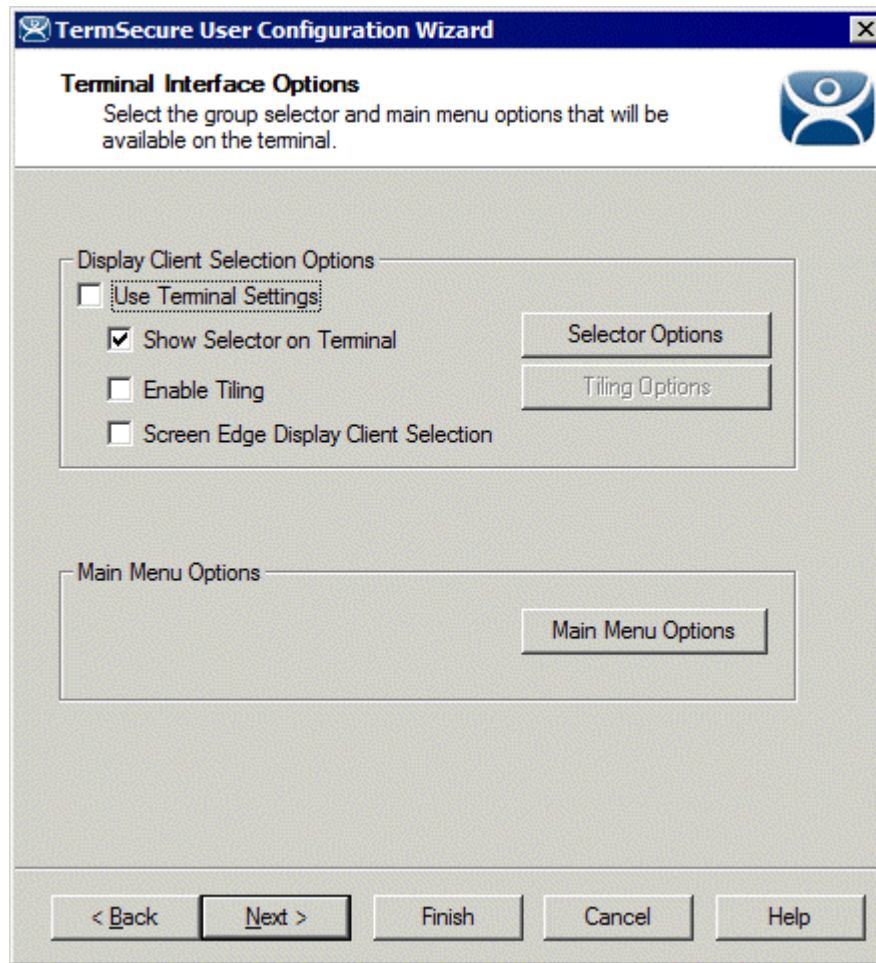 TermSecure User Configuration Wizard
Terminal Interface Options
Select the group selector and main menu options that will be
available on the terminal.
Display Client Selection Options
Use Terminal Settings
Show Selector on Terminal
Selector Options
Enable Tiling
Tiling Options
Screen Edge Display Client Selection
Main Menu Options
Main Menu Options
< Back Next > Finish Cancel Help